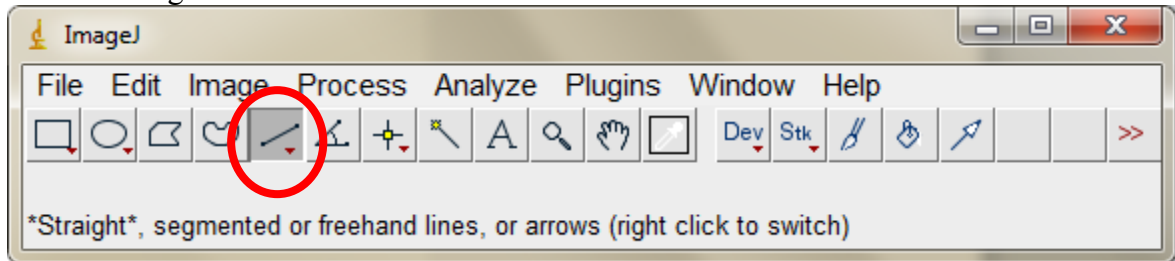 ImageJ
File Edit Image Process Analyze Plugins Window Help
A Dev Stk >>
*Straight*, segmented or freehand lines, or arrows (right click to switch)